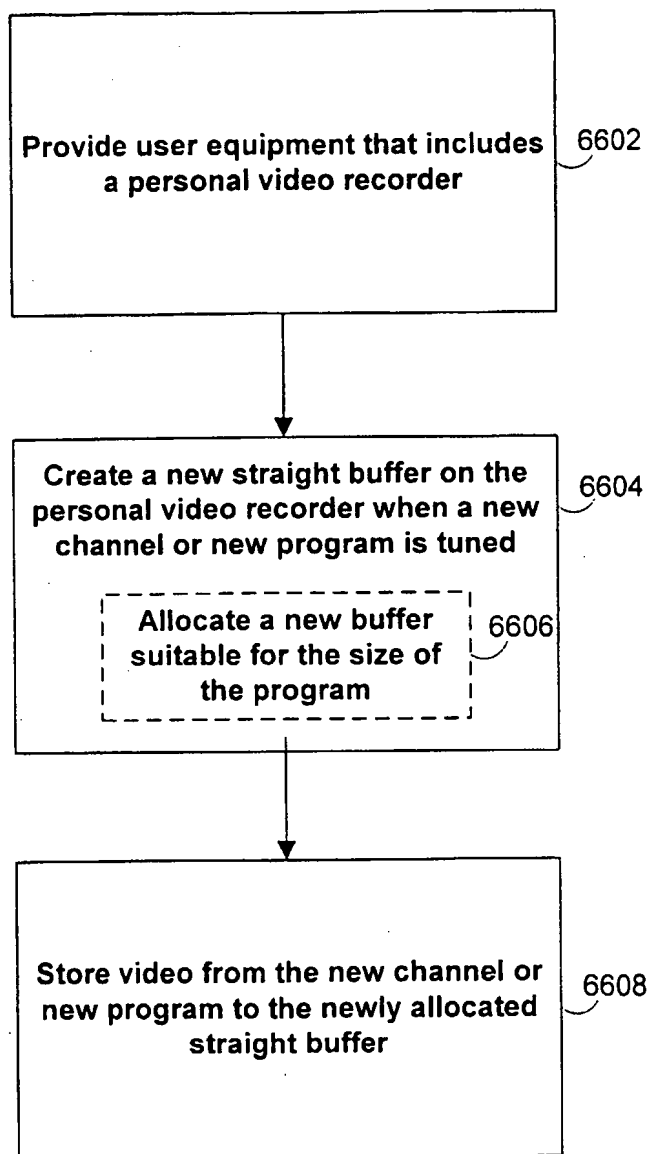 Provide user equipment that includes
a personal video recorder
6602
Create a new straight buffer on the
personal video recorder when a new
channel or new program is tuned
6604
Allocate a new buffer
suitable for the size of
the program
6606
Store video from the new channel or
new program to the newly allocated
straight buffer
6608